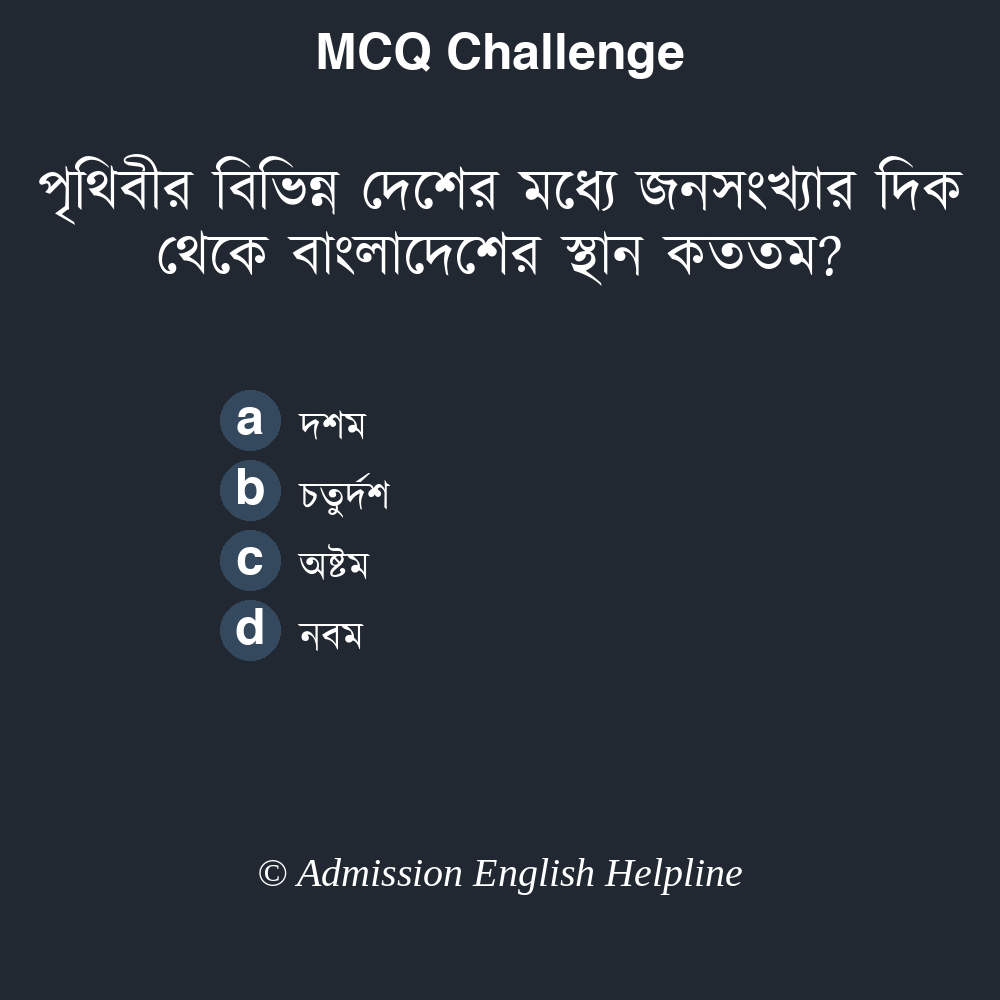 MCQ Challenge
পৃথিবীর বিভিন্ন দেশের মধ্যে জনসংখ্যার দিক
থেকে বাংলাদেশের স্থান কততম?
a দশম
b চতুর্দশ
c অষ্টম
d নবম
© Admission English Helpline